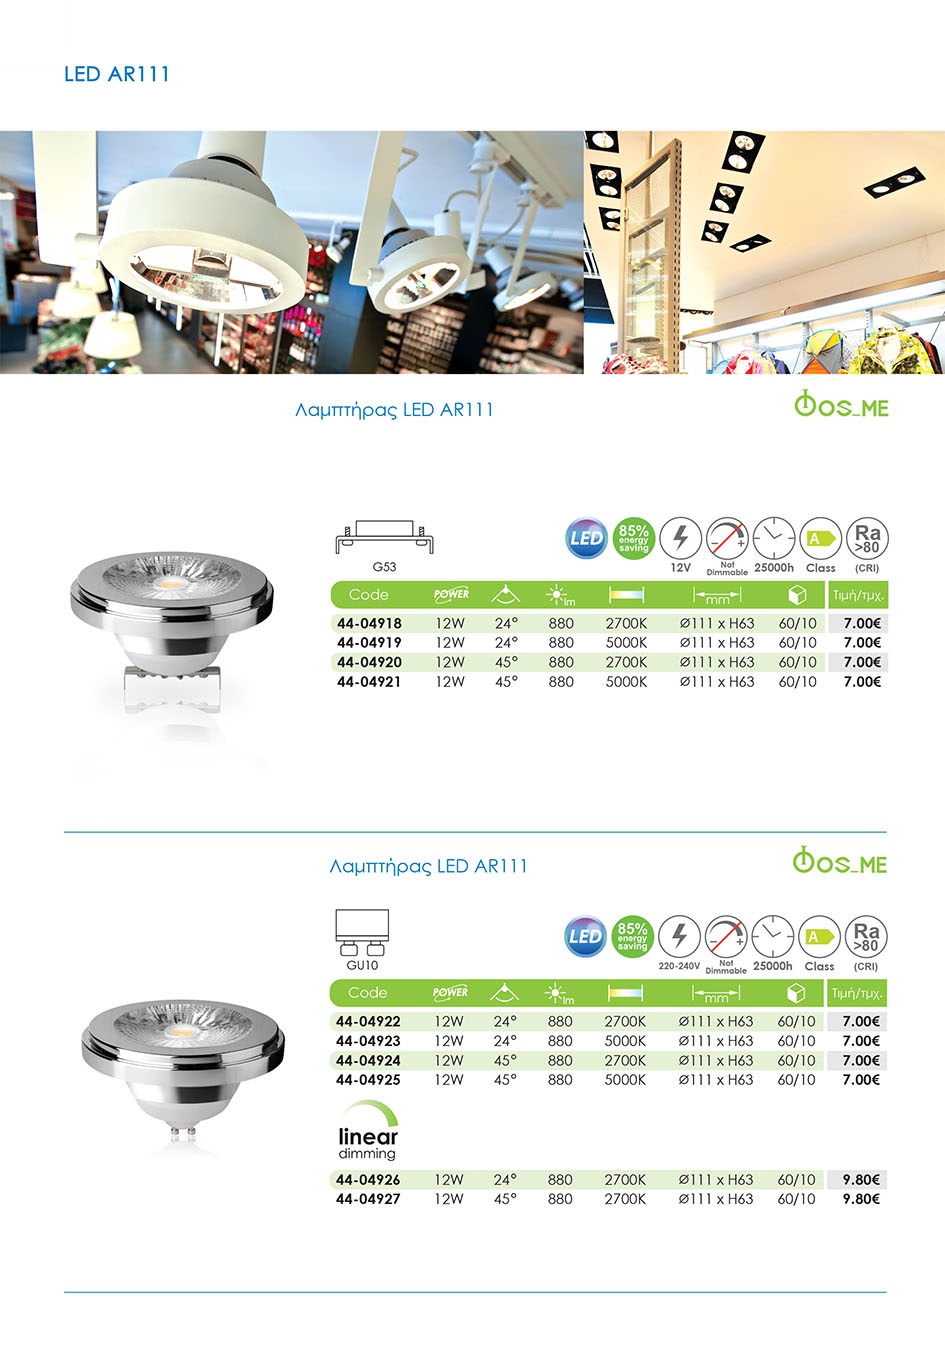 LED AR111
Λαμπτήρας LED AR111
ΦOS_ME
G53
LED
85% energy saving
12V
Not Dimmable
25000h
A
Class
Ra >80
(CRI)
Code POWER lm mm Τιμή/τμχ.
44-04918 12W 24° 880 2700K Ø111 x H63 60/10 7.00€
44-04919 12W 24° 880 5000K Ø111 x H63 60/10 7.00€
44-04920 12W 45° 880 2700K Ø111 x H63 60/10 7.00€
44-04921 12W 45° 880 5000K Ø111 x H63 60/10 7.00€
Λαμπτήρας LED AR111
ΦOS_ME
GU10
LED
85% energy saving
220-240V
Not Dimmable
25000h
A
Class
Ra >80
(CRI)
Code POWER lm mm Τιμή/τμχ.
44-04922 12W 24° 880 2700K Ø111 x H63 60/10 7.00€
44-04923 12W 24° 880 5000K Ø111 x H63 60/10 7.00€
44-04924 12W 45° 880 2700K Ø111 x H63 60/10 7.00€
44-04925 12W 45° 880 5000K Ø111 x H63 60/10 7.00€
linear
dimming
44-04926 12W 24° 880 2700K Ø111 x H63 60/10 9.80€
44-04927 12W 45° 880 2700K Ø111 x H63 60/10 9.80€